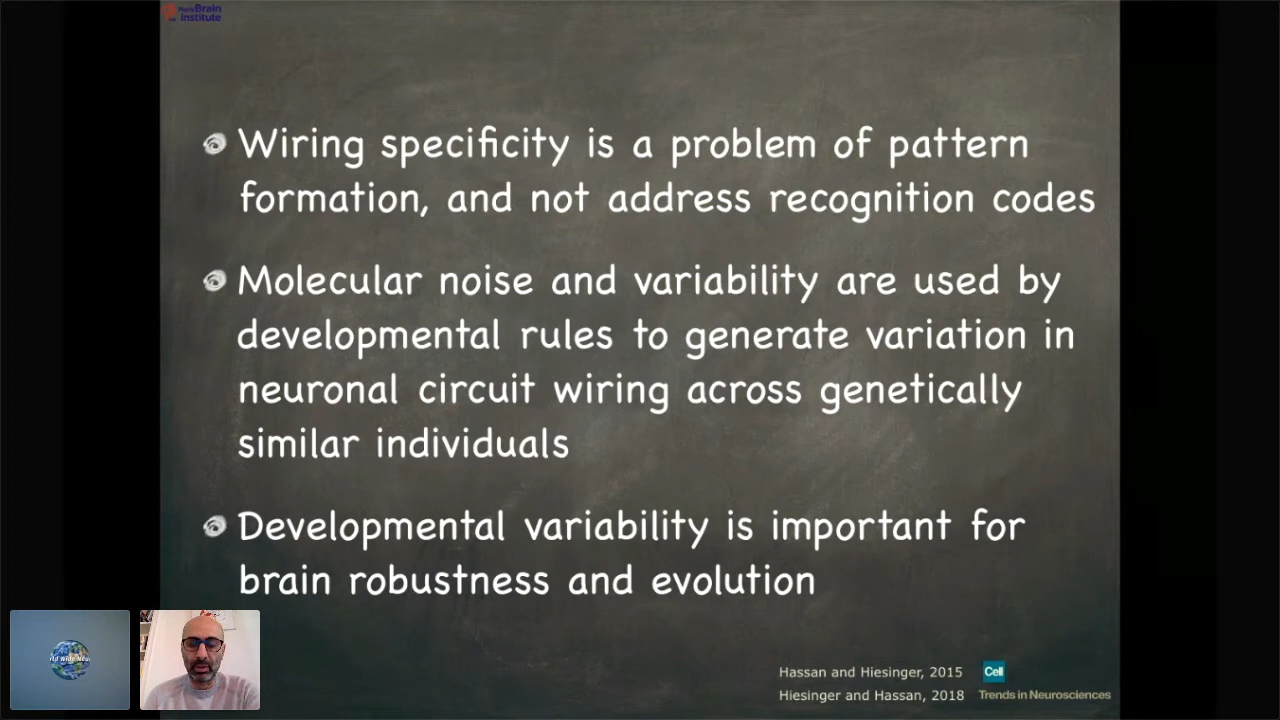 Paris Brain
Institute
Wiring specificity is a problem of pattern
formation, and not address recognition codes
Molecular noise and variability are used by
developmental rules to generate variation in
neuronal circuit wiring across genetically
similar individuals
Developmental variability is important for
brain robustness and evolution
Hassan and Hiesinger, 2015 Cell
Hiesinger and Hassan, 2018 Trends in Neurosciences